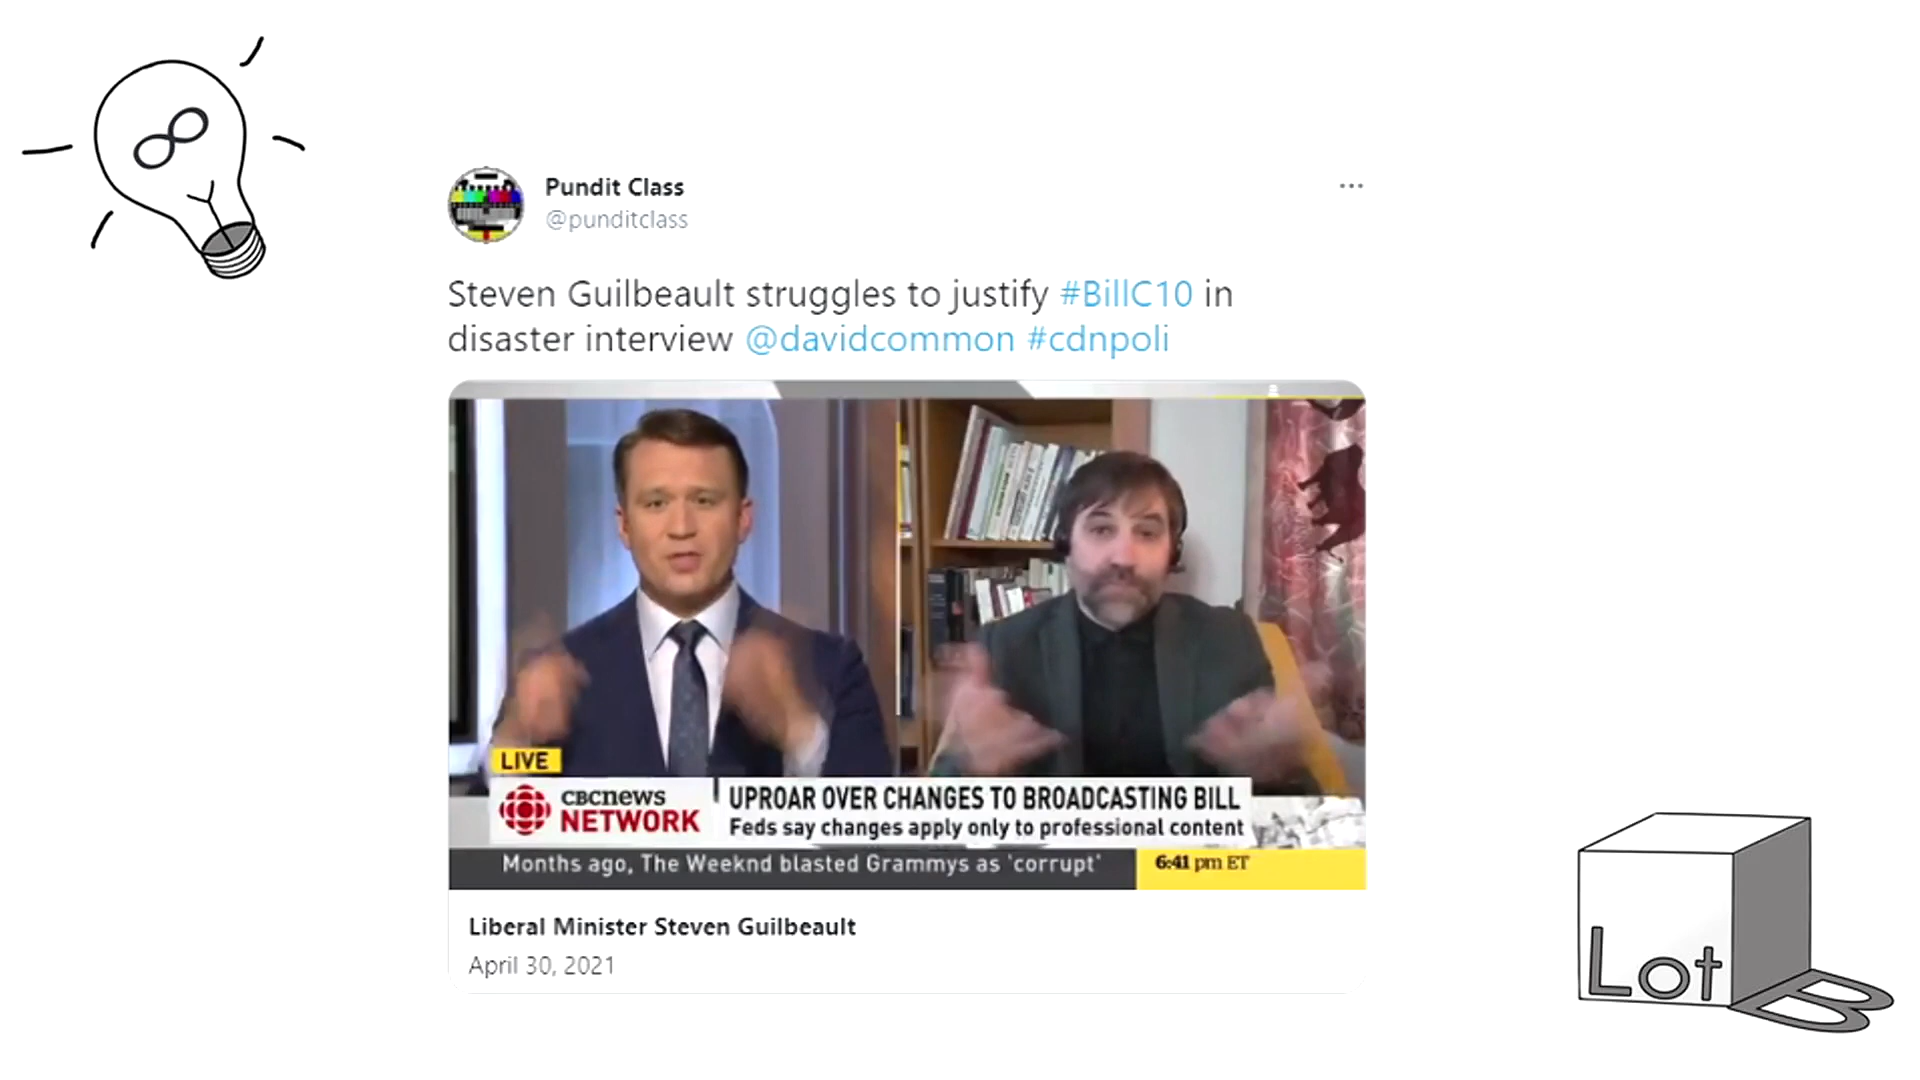 Pundit Class
@punditclass
Steven Guilbeault struggles to justify #BillC10 in
disaster interview @davidcommon #cdnpoli
LIVE
cbcnews
NETWORK
UPROAR OVER CHANGES TO BROADCASTING BILL
Feds say changes apply only to professional content
Months ago, The Weeknd blasted Grammys as 'corrupt'
6:41 pm ET
Liberal Minister Steven Guilbeault
April 30, 2021
Lot
B